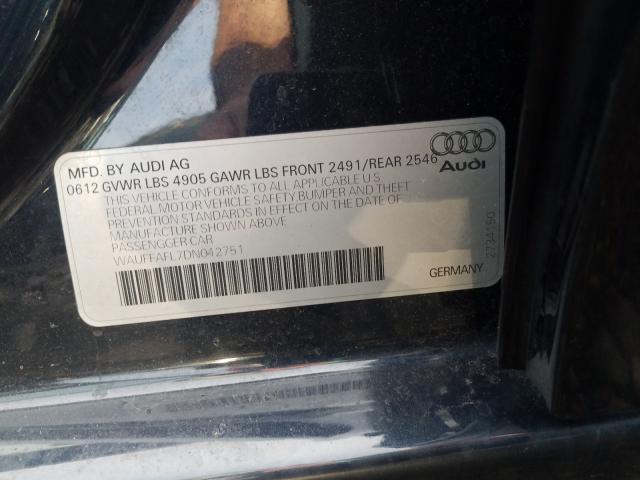 MFD. BY AUDI AG
0612 GVWR LBS 4905 GAWR LBS FRONT 2491/REAR 2546
THIS VEHICLE CONFORMS TO ALL APPLICABLE U.S.
FEDERAL MOTOR VEHICLE SAFETY BUMPER AND THEFT
PREVENTION STANDARDS IN EFFECT ON THE DATE OF
MANUFACTURE SHOWN ABOVE
PASSENGGER CAR
WAUFFAFL7DN042751
Audi
2734150
GERMANY